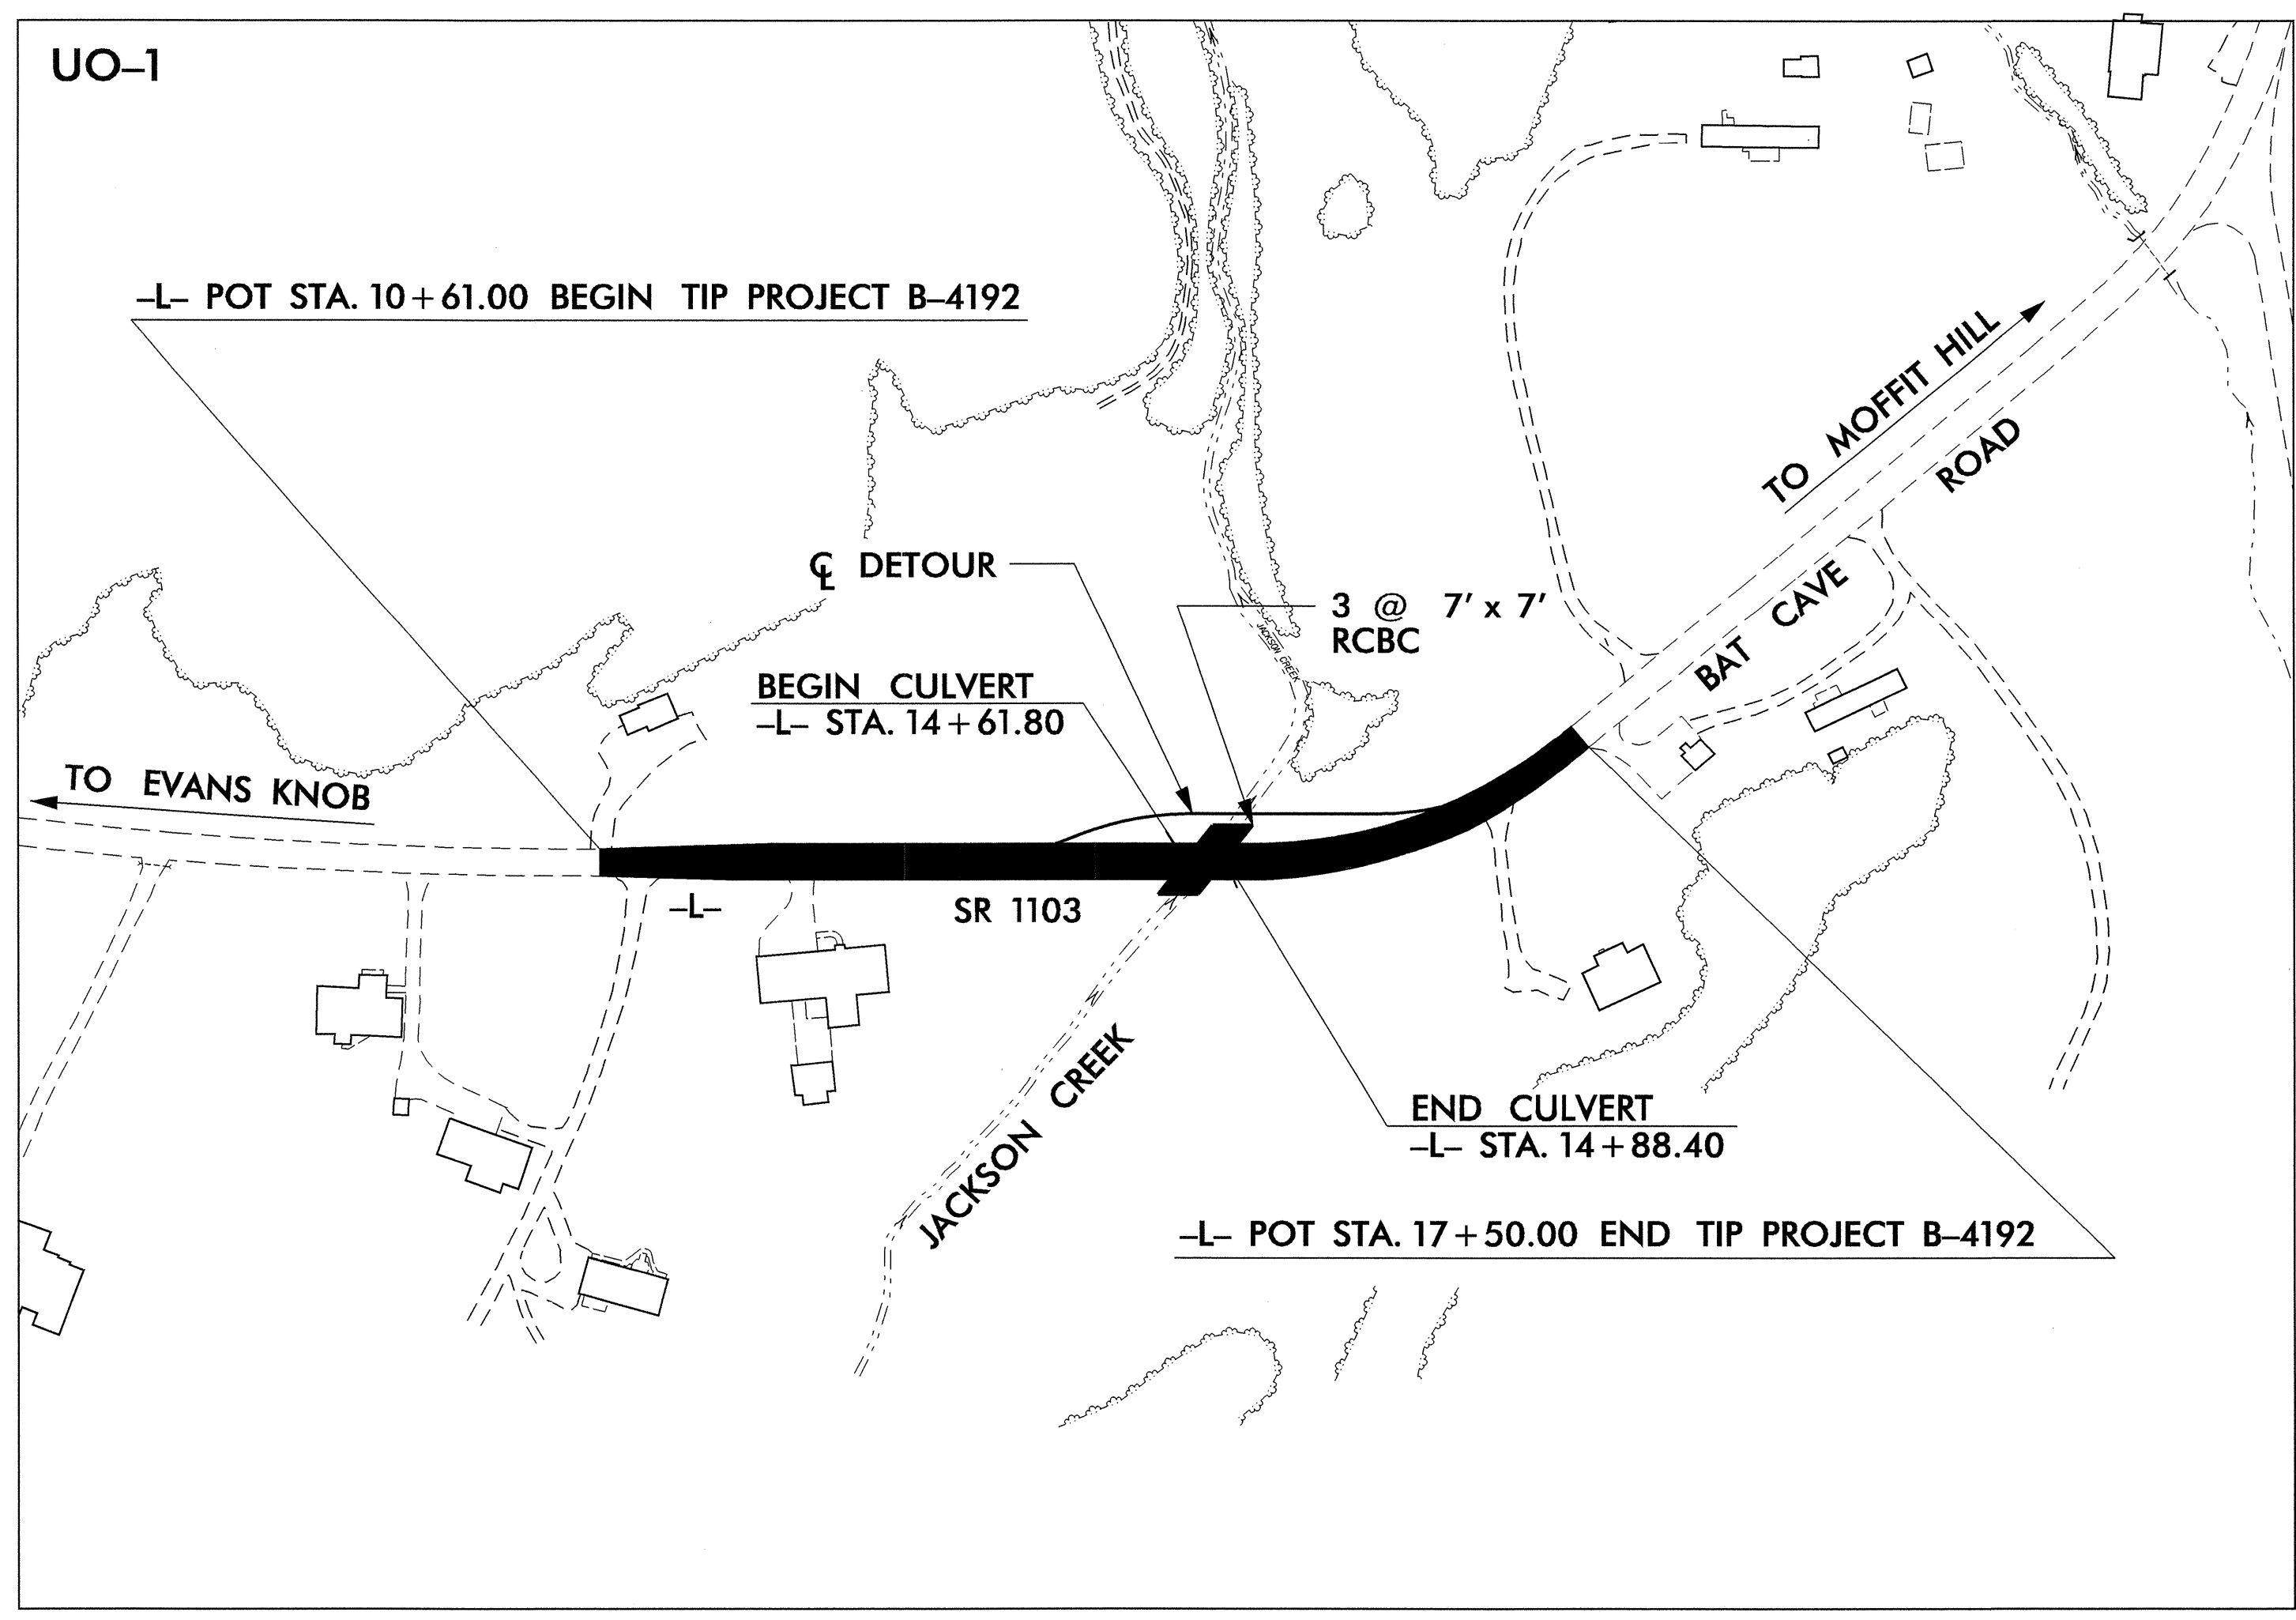 UO–1
–L– POT STA. 10+61.00 BEGIN TIP PROJECT B–4192
TO MOFFIT HILL
BAT CAVE ROAD
℄ DETOUR
3 @ 7' x 7'
RCBC
JACKSON CREEK
BEGIN CULVERT
–L– STA. 14+61.80
TO EVANS KNOB
–L–
SR 1103
JACKSON CREEK
END CULVERT
–L– STA. 14+88.40
–L– POT STA. 17+50.00 END TIP PROJECT B–4192